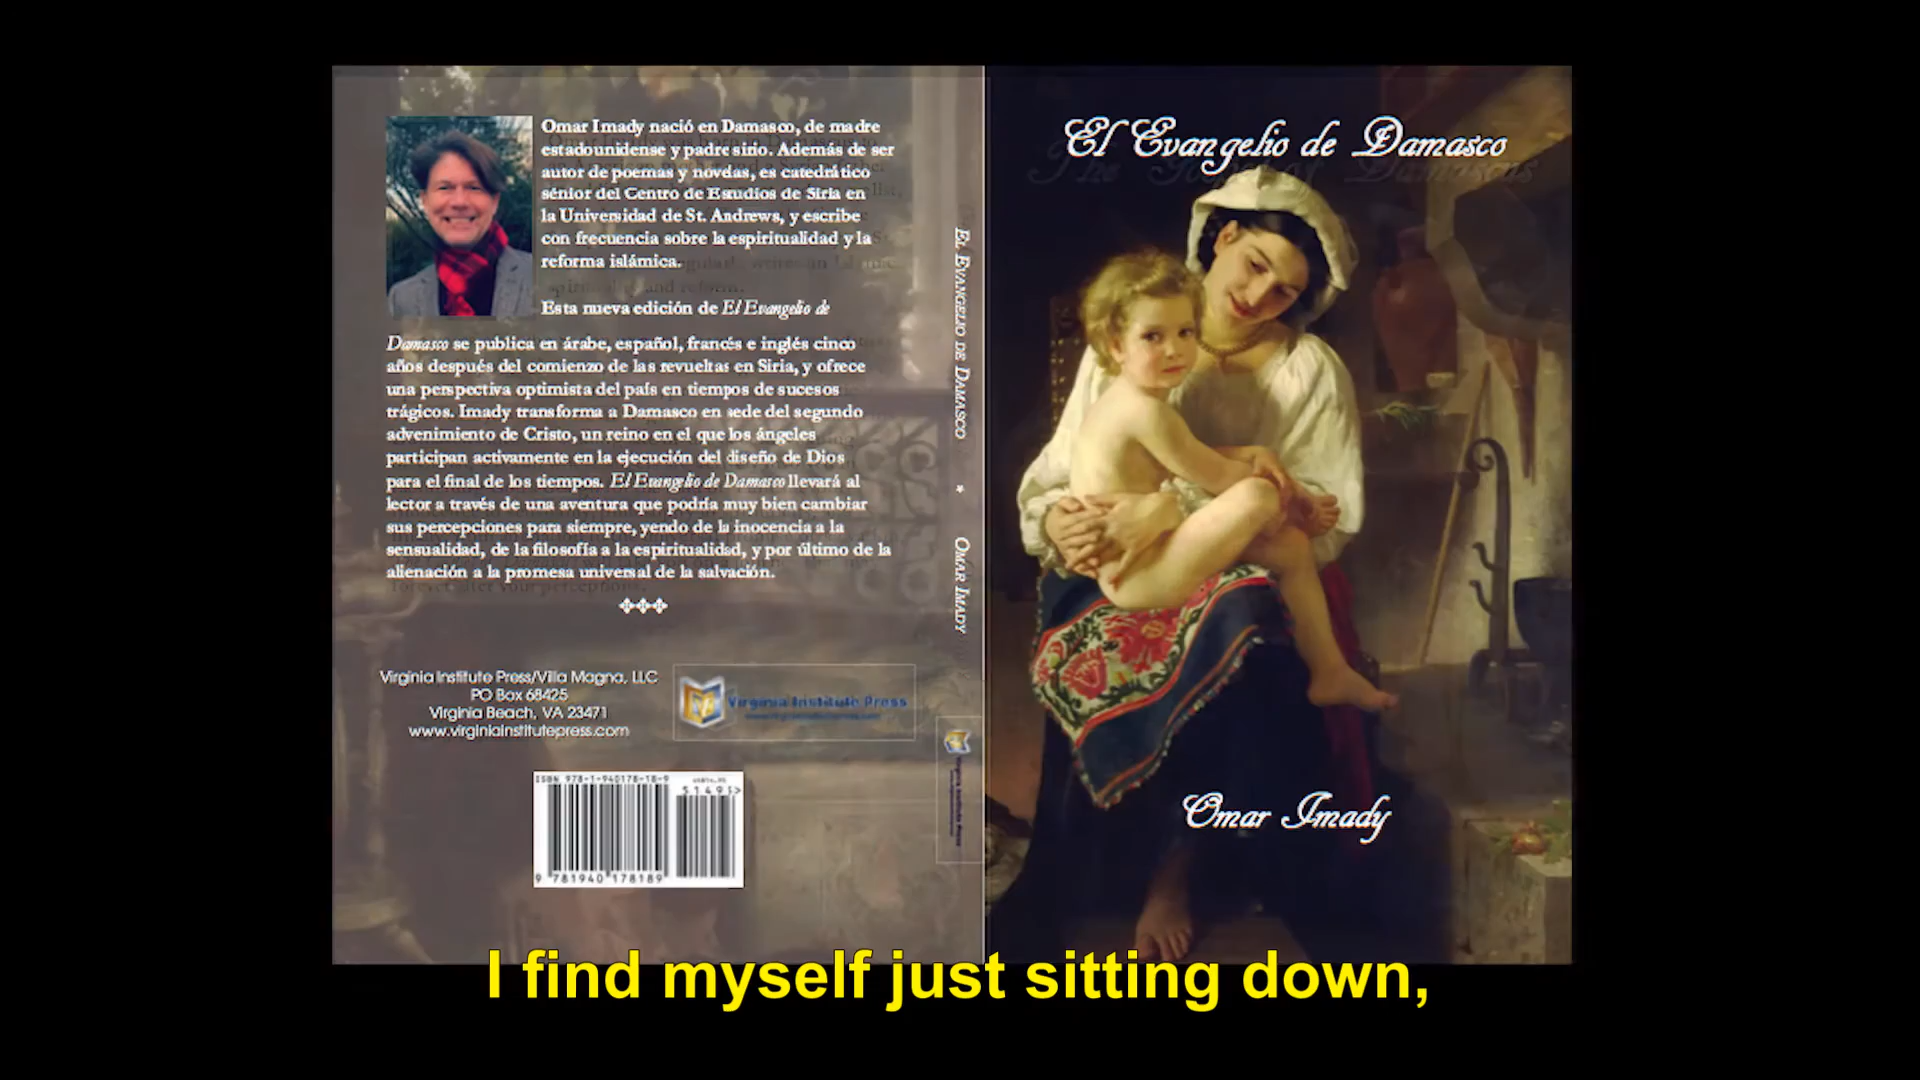 Omar Imady nació en Damasco, de madre
estadounidense y padre sirio. Además de ser
autor de poemas y novelas, es catedrático
sénior del Centro de Estudios de Siria en
la Universidad de St. Andrews, y escribe
con frecuencia sobre la espiritualidad y la
reforma islámica.
Esta nueva edición de El Evangelio de
Damasco se publica en árabe, español, francés e inglés cinco
años después del comienzo de las revueltas en Siria, y ofrece
una perspectiva optimista del país en tiempos de sucesos
trágicos. Imady transforma a Damasco en sede del segundo
advenimiento de Cristo, un reino en el que los ángeles
participan activamente en la ejecución del diseño de Dios
para el final de los tiempos. El Evangelio de Damasco llevará al
lector a través de una aventura que podría muy bien cambiar
sus percepciones para siempre, yendo de la inocencia a la
sensualidad, de la filosofía a la espiritualidad, y por último de la
alienación a la promesa universal de la salvación.
Virginia Institute Press/Villa Magna, LLC
PO Box 68425
Virginia Beach, VA 23471
www.virginiainstitutepress.com
Virginia Institute Press
ISBN 978-1-940178-18-9
51495>
9 781940 178189
EL EVANGELIO DE DAMASCO * OMAR IMADY
El Evangelio de Damasco
Omar Imady
I find myself just sitting down,